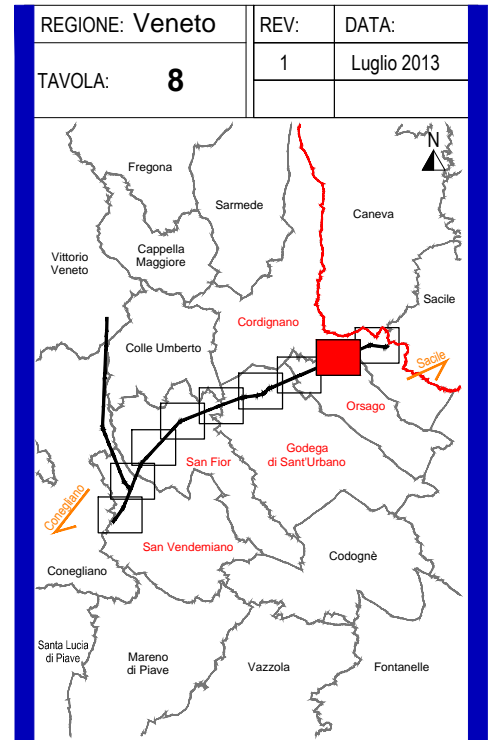 REGIONE: Veneto
REV:
DATA:
TAVOLA: 8
1
Luglio 2013
N
Fregona
Sarmede
Caneva
Vittorio
Veneto
Cappella
Maggiore
Sacile
Cordignano
Colle Umberto
Sacile
Orsago
Godega
di Sant'Urbano
San Fior
Conegliano
San Vendemiano
Codognè
Conegliano
Santa Lucia
di Piave
Mareno
di Piave
Vazzola
Fontanelle